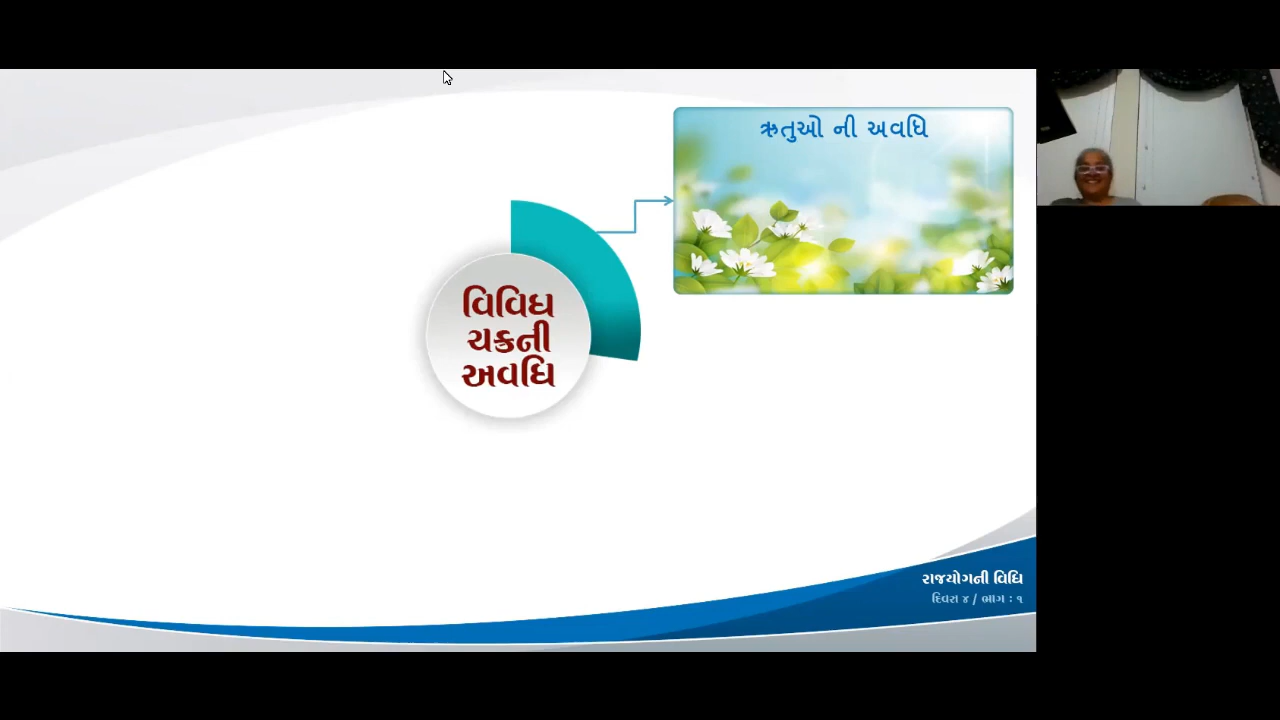 ઋતુઓ ની અવધિ
વિવિધ
ચક્રની
અવધિ
રાજયોગની વિધિ
દિવસ ૪ / ભાગ : ૧